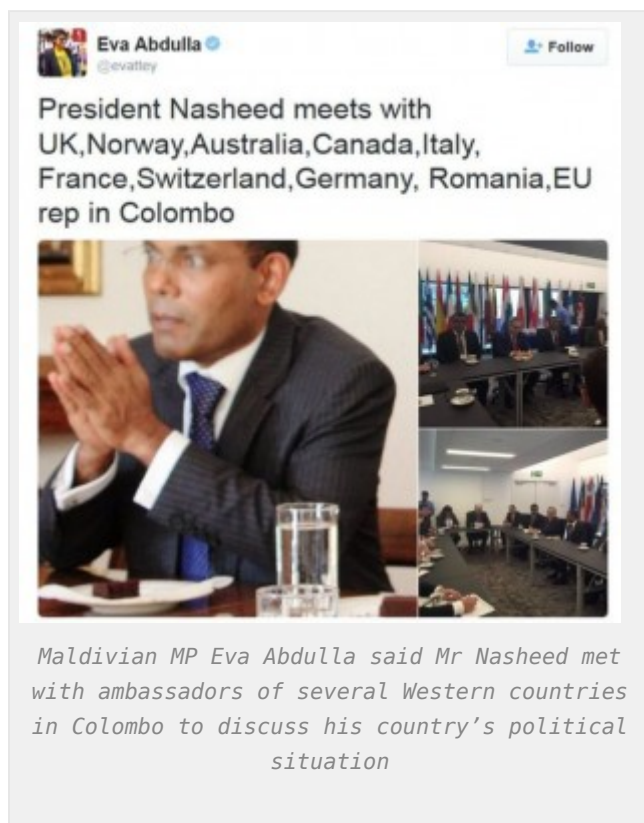 Eva Abdulla
@evattey
Follow
President Nasheed meets with
UK,Norway,Australia,Canada,Italy,
France,Switzerland,Germany, Romania,EU
rep in Colombo
Maldivian MP Eva Abdulla said Mr Nasheed met
with ambassadors of several Western countries
in Colombo to discuss his country’s political
situation